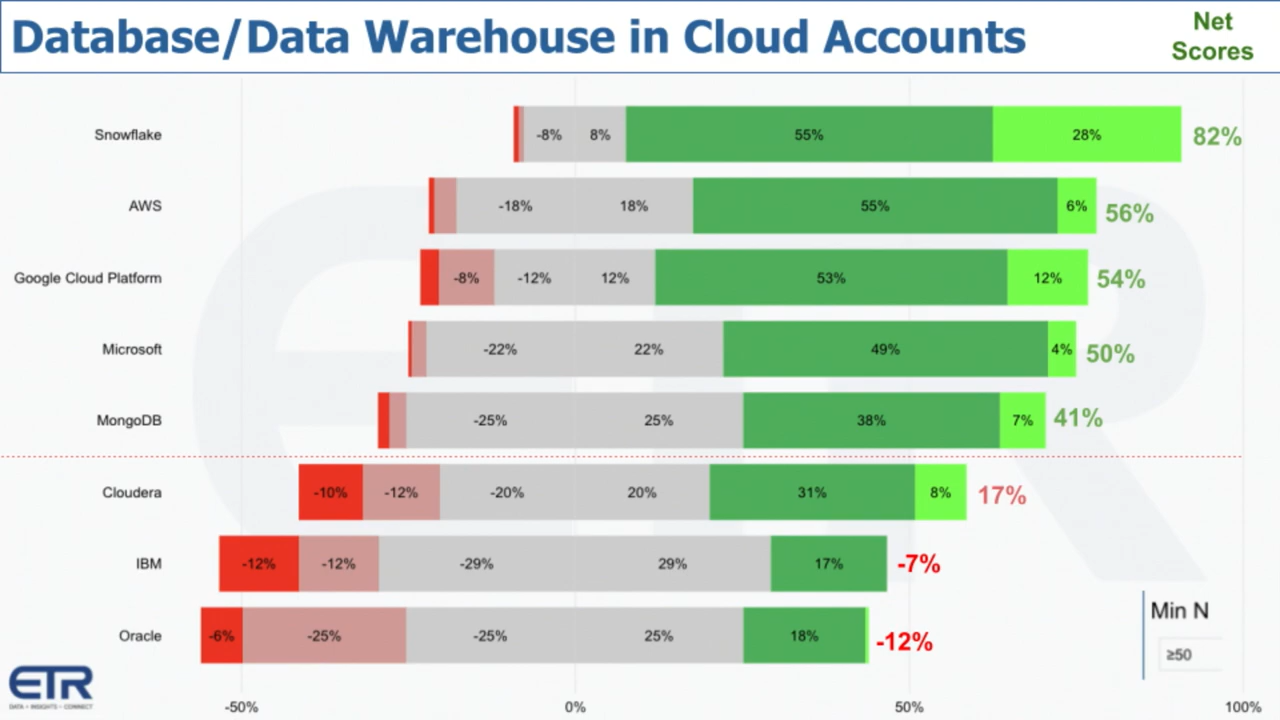 Database/Data Warehouse in Cloud Accounts
Net
Scores
Snowflake -8% 8% 55% 28% 82%
AWS -18% 18% 55% 6% 56%
Google Cloud Platform -8% -12% 12% 53% 12% 54%
Microsoft -22% 22% 49% 4% 50%
MongoDB -25% 25% 38% 7% 41%
Cloudera -10% -12% -20% 20% 31% 8% 17%
IBM -12% -12% -29% 29% 17% -7%
Oracle -6% -25% -25% 25% 18% -12%
Min N
≥50
ETR
DATA • INSIGHTS • CONNECT
-50% 0% 50% 100%